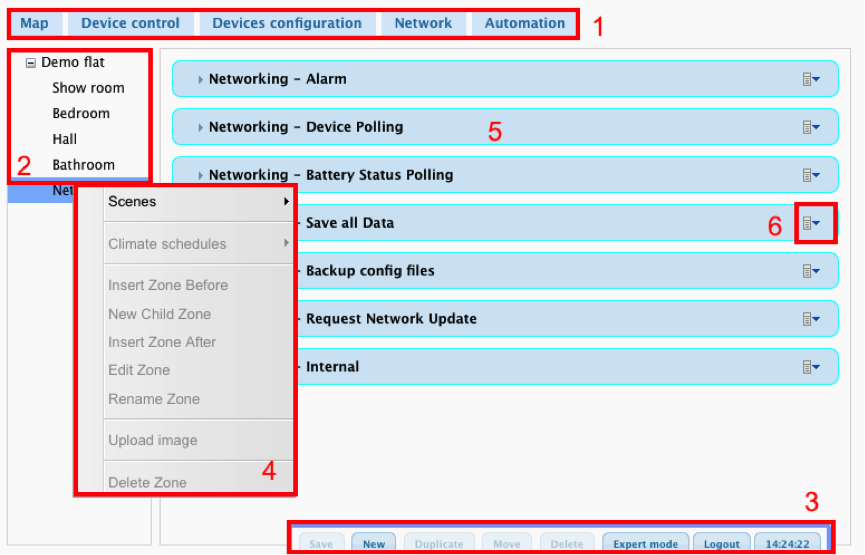 Map Device control Devices configuration Network Automation 1
Demo flat
Show room
Bedroom
Hall
Bathroom
2
Net
Networking – Alarm
Networking – Device Polling
5
Networking – Battery Status Polling
- Save all Data
6
- Backup config files
- Request Network Update
- Internal
Scenes
Climate schedules
Insert Zone Before
New Child Zone
Insert Zone After
Edit Zone
Rename Zone
Upload image
4
Delete Zone
3
Save New Duplicate Move Delete Expert mode Logout 14:24:22